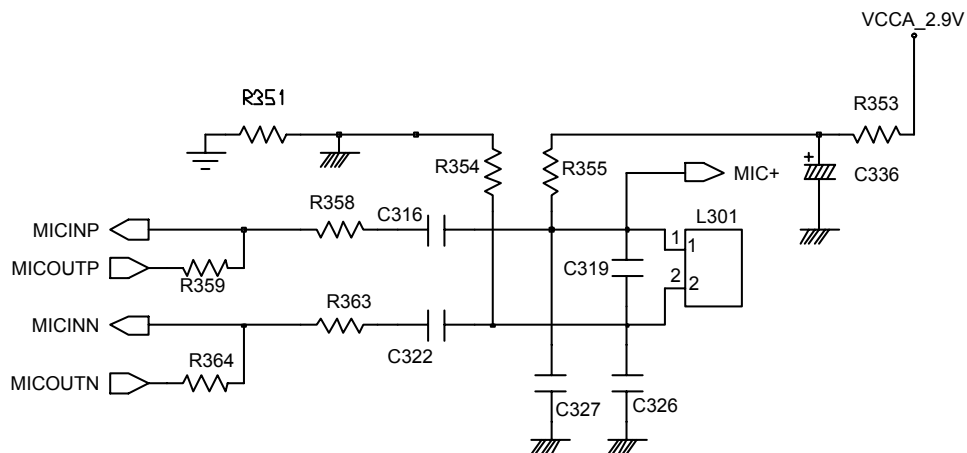 VCCA_2.9V
R351
R353
R354
R355
+
C336
MIC+
R358
C316
L301
MICINP
1
1
C319
MICOUTP
R359
2
2
R363
MICINN
C322
R364
MICOUTN
C327
C326